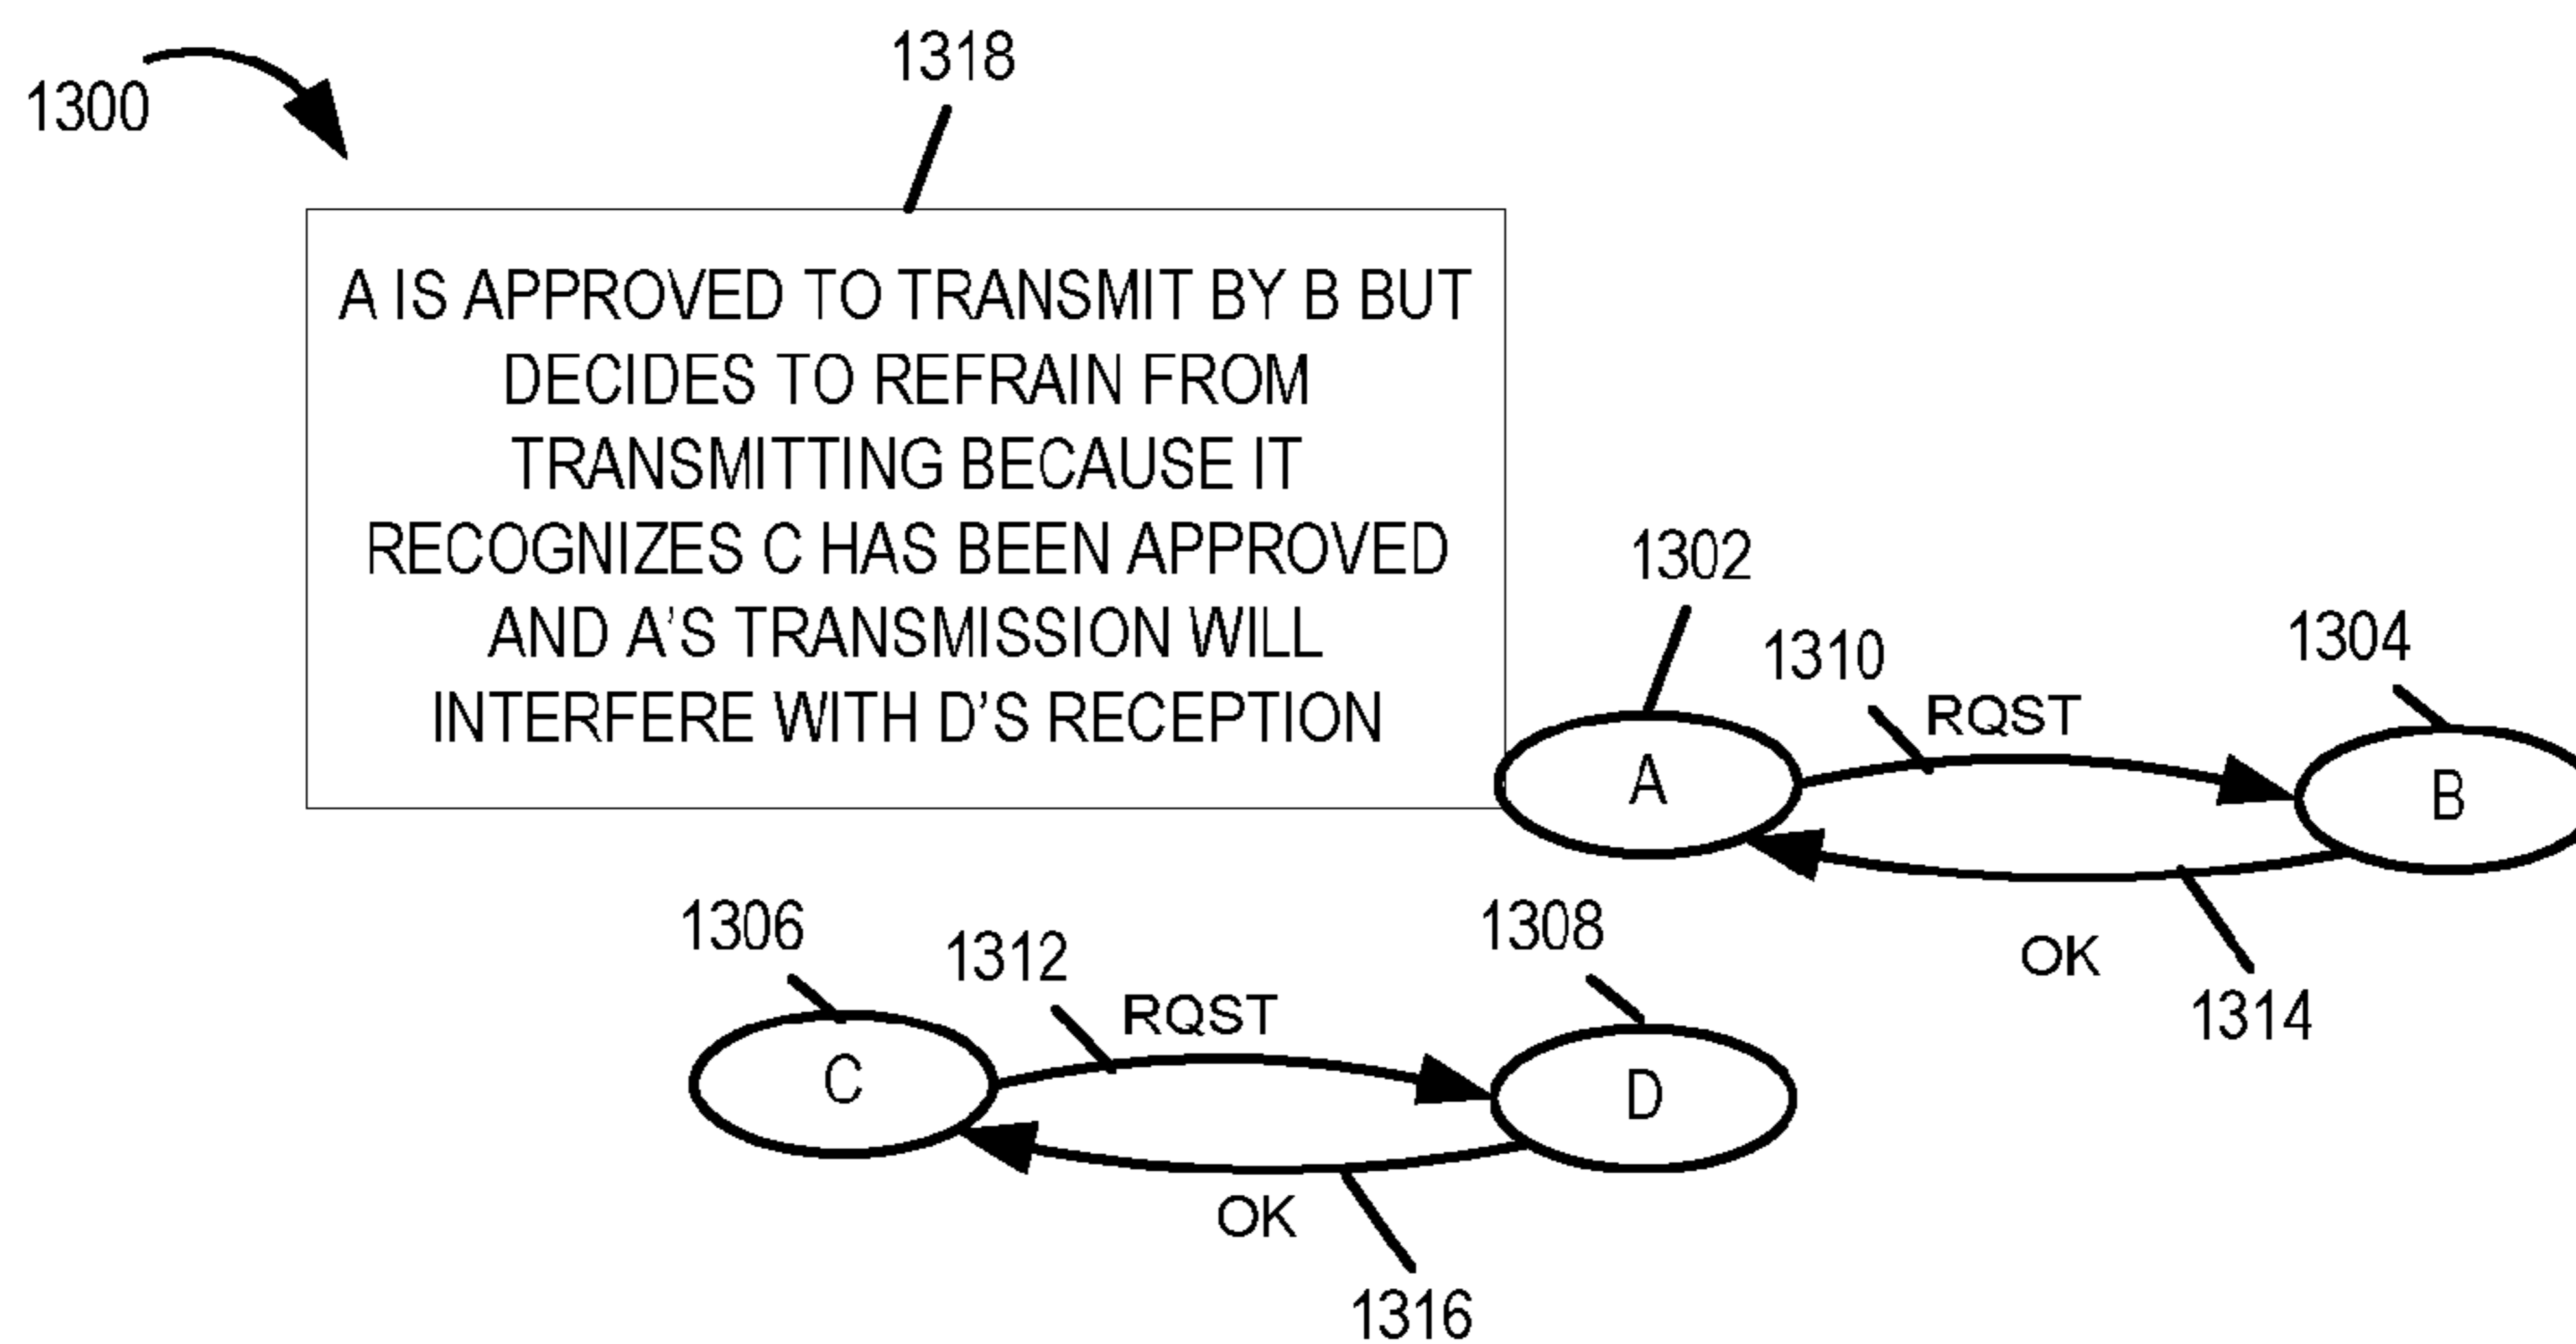 1318
1300
A IS APPROVED TO TRANSMIT BY B BUT
DECIDES TO REFRAIN FROM
TRANSMITTING BECAUSE IT
RECOGNIZES C HAS BEEN APPROVED
AND A'S TRANSMISSION WILL
INTERFERE WITH D'S RECEPTION
1302
1310
1304
RQST
A
B
OK
1314
1306
1312
1308
RQST
C
D
OK
1316